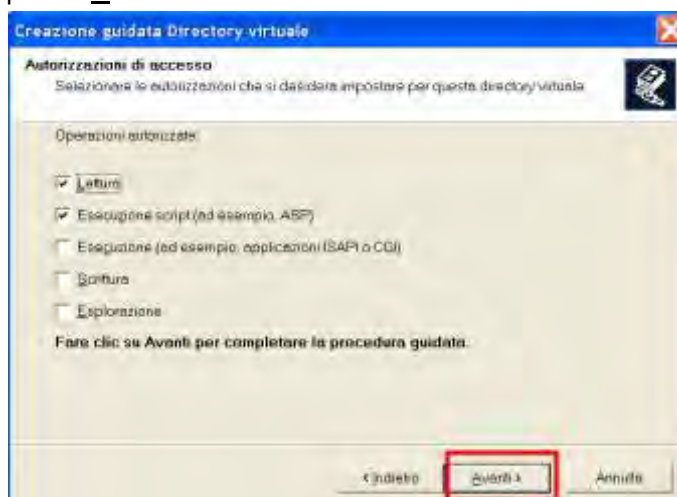 Creazione guidata Directory virtuale
Autorizzazioni di accesso
Selezionare le autorizzazioni che si desidera impostare per questa directory virtuale.
Operazioni autorizzate:
Lettura
Esecuzione script (ad esempio, ASP)
Esecuzione (ad esempio, applicazioni ISAPI o CGI)
Scrittura
Esplorazione
Fare clic su Avanti per completare la procedura guidata.
< Indietro
Avanti >
Annulla